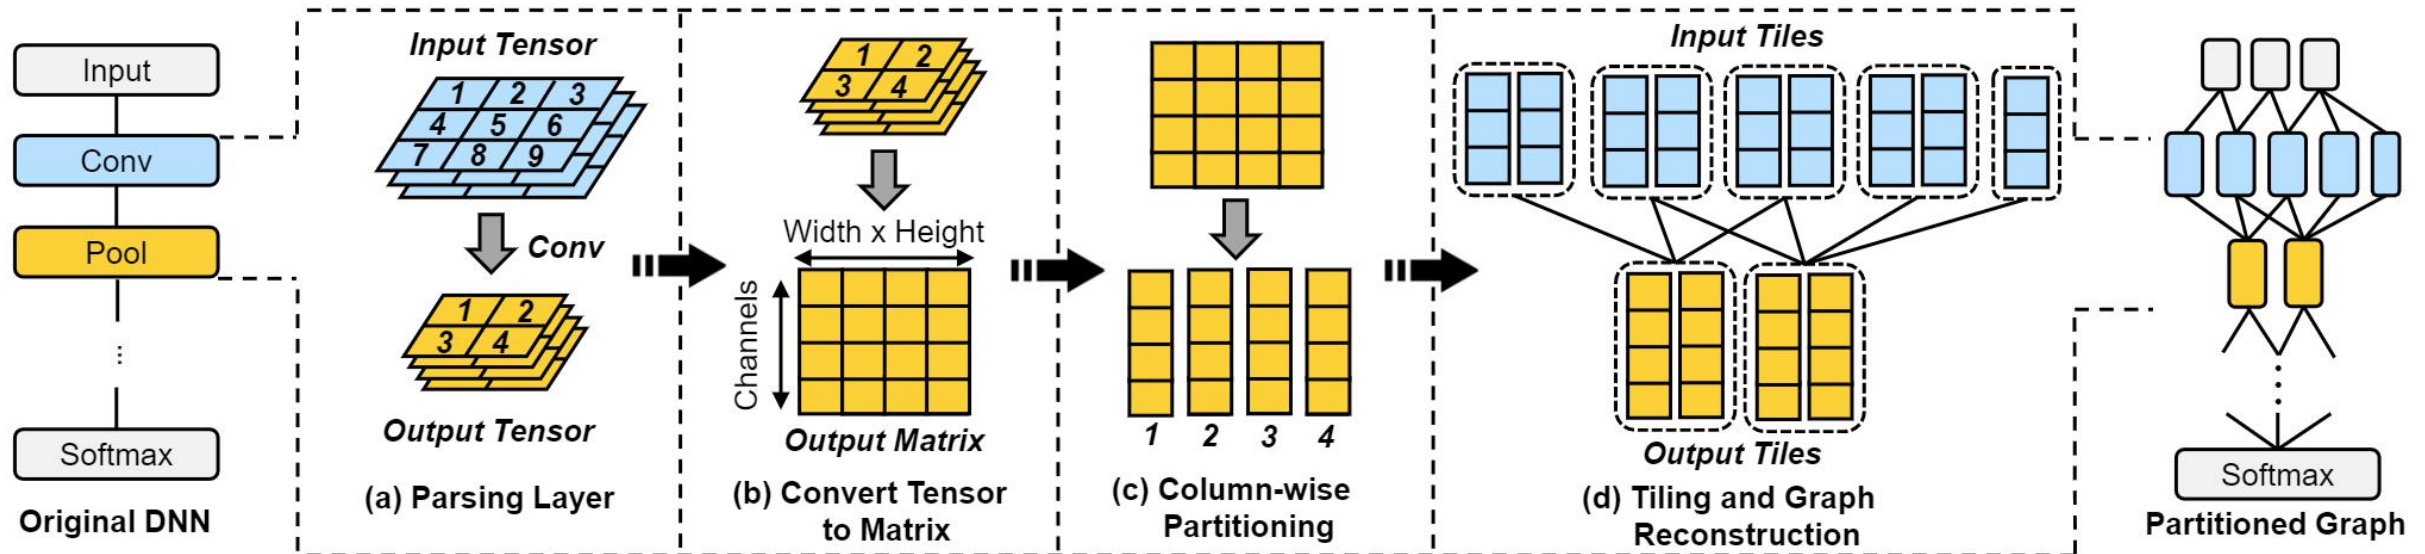 Input
Conv
Pool
...
Softmax
Original DNN
Input Tensor
1 2 3
4 5 6
7 8 9
Conv
1 2
3 4
Output Tensor
(a) Parsing Layer
1 2
3 4
Width x Height
Channels
Output Matrix
(b) Convert Tensor
to Matrix
1 2 3 4
(c) Column-wise
Partitioning
Input Tiles
Output Tiles
(d) Tiling and Graph
Reconstruction
Softmax
Partitioned Graph